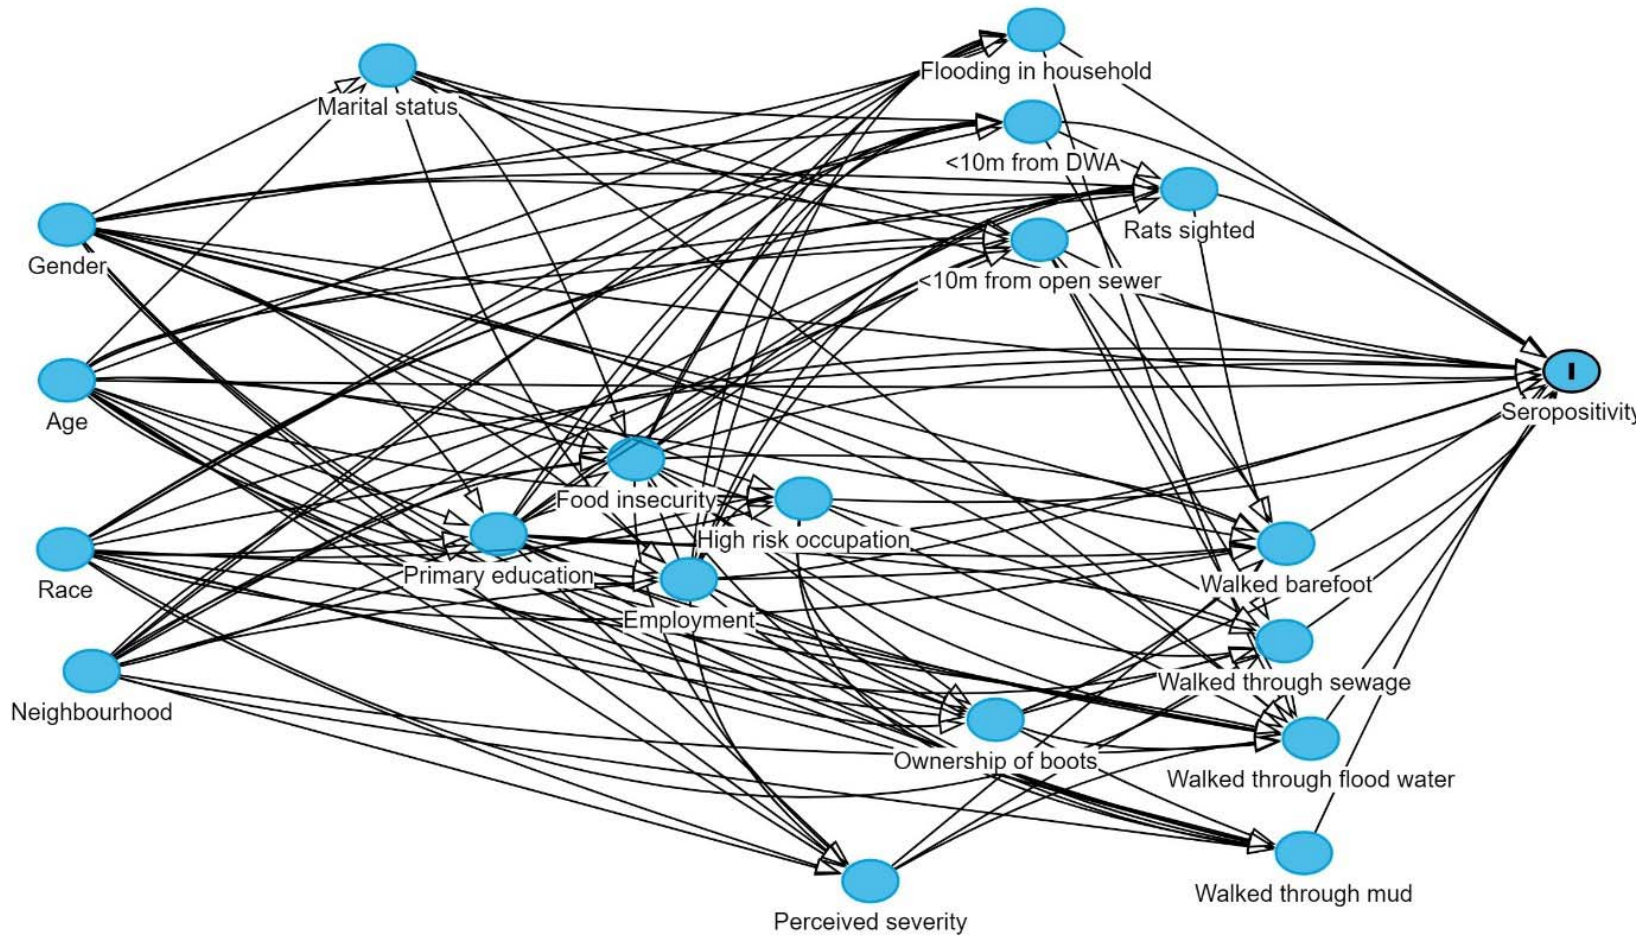 Flooding in household
Marital status
<10m from DWA
Rats sighted
Gender
<10m from open sewer
Seropositivity
Age
Food insecurity
High risk occupation
Primary education
Walked barefoot
Race
Employment
Walked through sewage
Neighbourhood
Ownership of boots
Walked through flood water
Walked through mud
Perceived severity